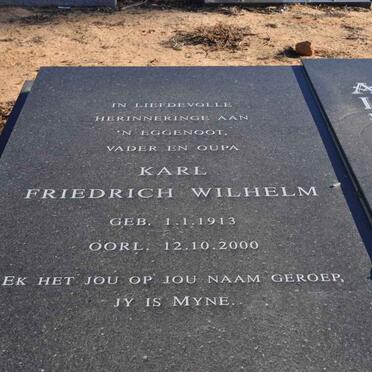 IN LIEFDEVOLLE
HERINNERINGE AAN
'N EGGENOOT,
VADER EN OUPA
KARL
FRIEDRICH WILHELM
GEB. 1.1.1913
OORL. 12.10.2000
EK HET JOU OP JOU NAAM GEROEP,
JY IS MYNE.